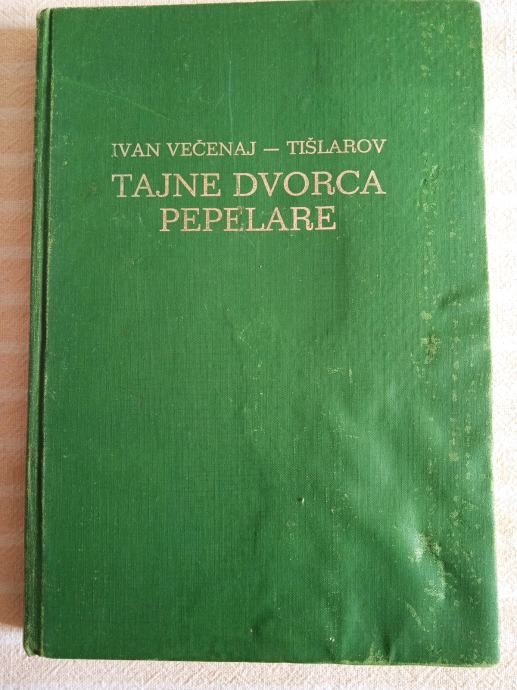 IVAN VEČENAJ – TIŠLAROV
TAJNE DVORCA
PEPELARE